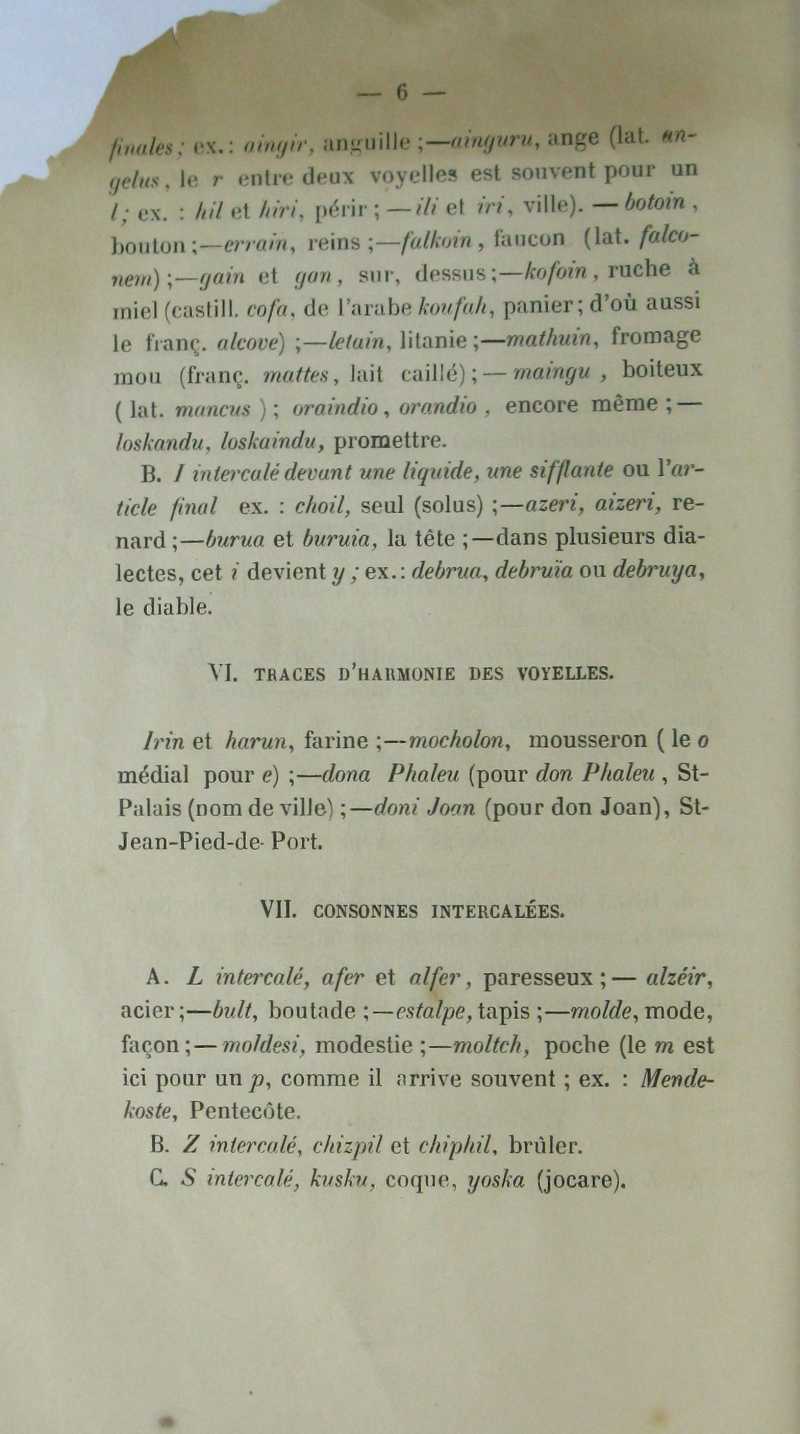 — 6 —
finales; ex.: aingir, anguille ;—ainguru, ange (lat. an-
gelus, le r entre deux voyelles est souvent pour un
l; ex. : hil et hiri, périr ; — ili et iri, ville). — botoin ,
bouton ;—errain, reins ;—falkoin , faucon (lat. falco-
nem) ;—gain et gan, sur, dessus ;—kofoin , ruche à
miel (castill. cofa, de l'arabe koufah, panier; d'où aussi
le franç. alcove) ;—letain, litanie ;—mathuin, fromage
mou (franç. mattes, lait caillé) ; — maingu , boiteux
( lat. mancus ) ; oraindio , orandio , encore même ; —
loskandu, loskaindu, promettre.
B. I intercalé devant une liquide, une sifflante ou l'ar-
ticle final ex. : choil, seul (solus) ;—azeri, aizeri, re-
nard ;—burua et buruia, la tête ;—dans plusieurs dia-
lectes, cet i devient y ; ex.: debrua, debruïa ou debruya,
le diable.
VI. TRACES D'HARMONIE DES VOYELLES.
Irin et harun, farine ;—mocholon, mousseron ( le o
médial pour e) ;—dona Phaleu (pour don Phaleu , St-
Palais (nom de ville) ;—doni Joan (pour don Joan), St-
Jean-Pied-de-Port.
VII. CONSONNES INTERCALÉES.
A. L intercalé, afer et alfer, paresseux ; — alzéir,
acier ;—bult, boutade ;—estalpe, tapis ;—molde, mode,
façon ;—moldesi, modestie ;—moltch, poche (le m est
ici pour un p, comme il arrive souvent ; ex. : Mende-
koste, Pentecôte.
B. Z intercalé, chizpil et chiphil, brûler.
C. S intercalé, kusku, coque, yoska (jocare).